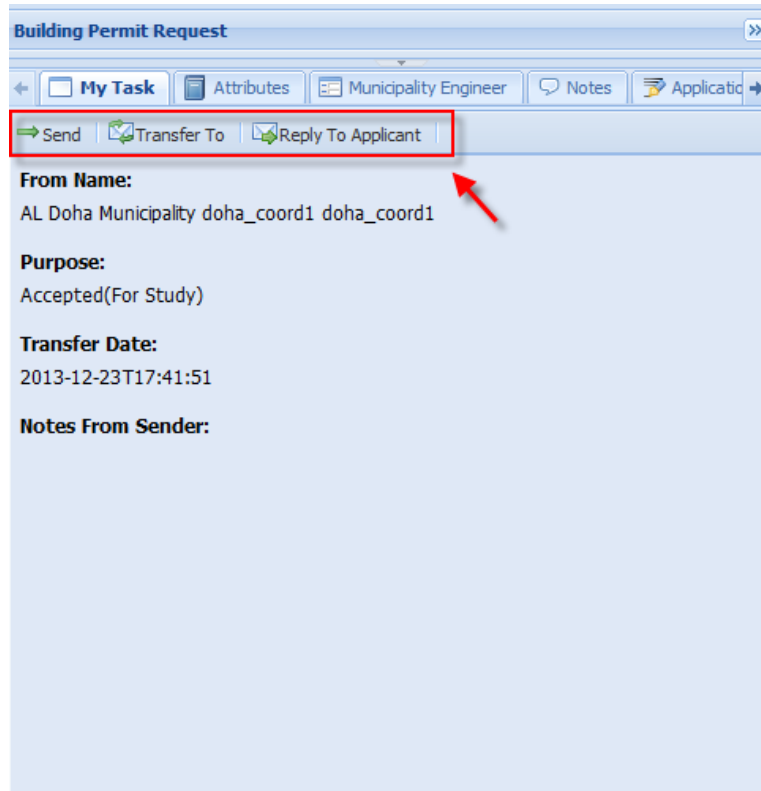 Building Permit Request
My Task Attributes Municipality Engineer Notes Applicatic
Send Transfer To Reply To Applicant
From Name:
AL Doha Municipality doha_coord1 doha_coord1
Purpose:
Accepted(For Study)
Transfer Date:
2013-12-23T17:41:51
Notes From Sender: